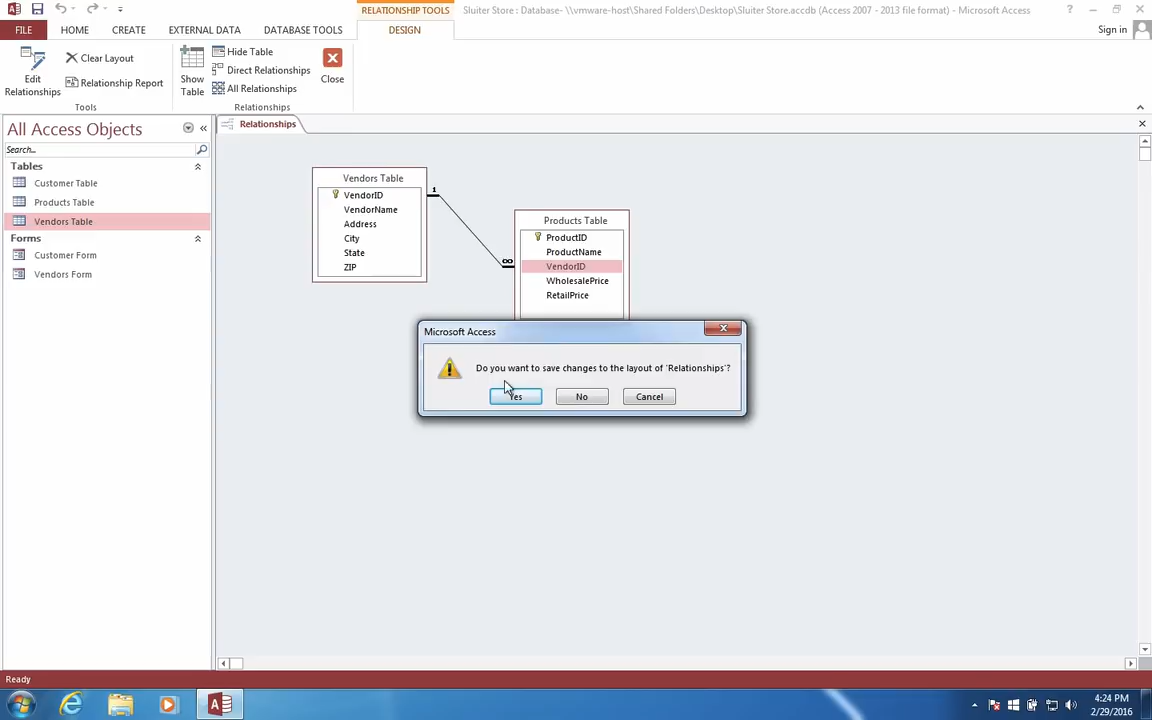 RELATIONSHIP TOOLS
Sluiter Store : Database- \\vmware-host\Shared Folders\Desktop\Sluiter Store.accdb (Access 2007 - 2013 file format) - Microsoft Access
?
FILE HOME CREATE EXTERNAL DATA DATABASE TOOLS DESIGN
Sign in
Edit Relationships
Clear Layout
Relationship Report
Tools
Show Table
Hide Table
Direct Relationships
All Relationships
Relationships
Close
All Access Objects
Search...
Tables
Customer Table
Products Table
Vendors Table
Forms
Customer Form
Vendors Form
Relationships
Vendors Table
VendorID
VendorName
Address
City
State
ZIP
1
∞
Products Table
ProductID
ProductName
VendorID
WholesalePrice
RetailPrice
Microsoft Access
Do you want to save changes to the layout of 'Relationships'?
Yes No Cancel
Ready
4:24 PM
2/29/2016